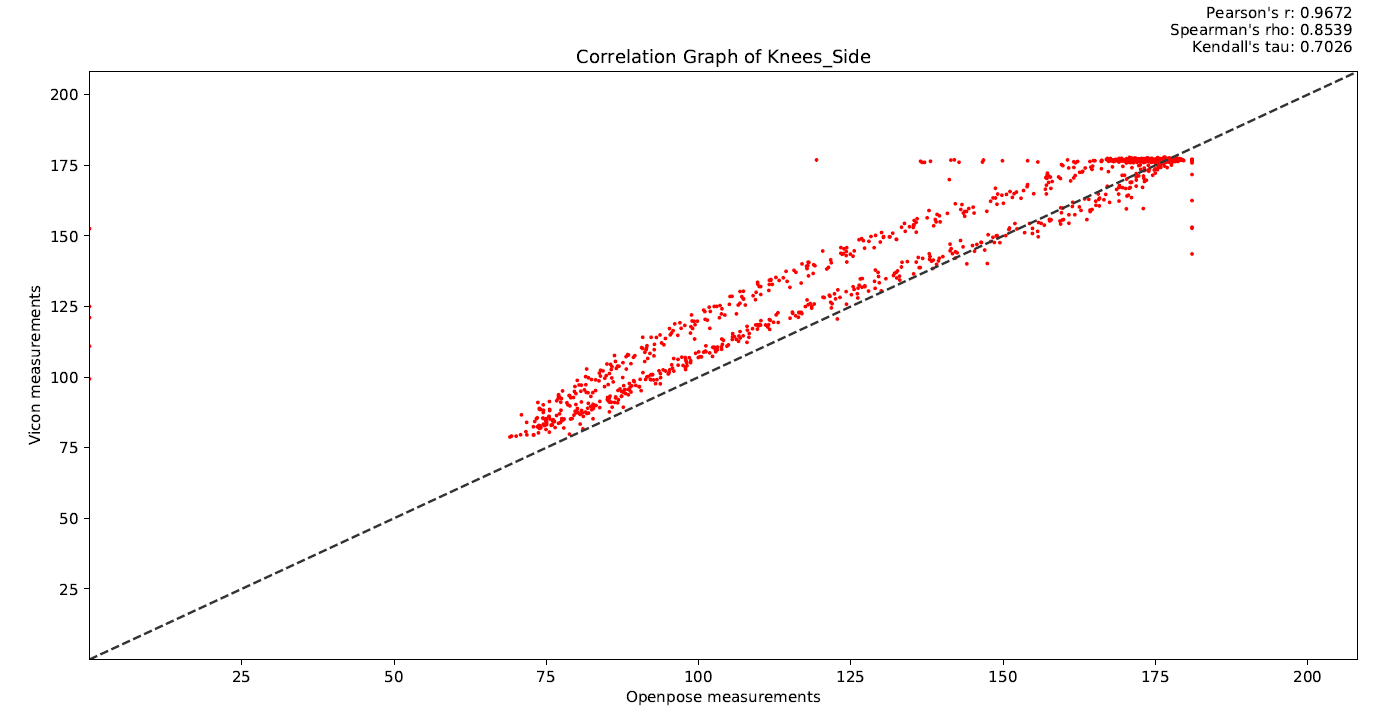 Pearson's r: 0.9672
Spearman's rho: 0.8539
Kendall's tau: 0.7026
Correlation Graph of Knees_Side
200
175
150
125
100
75
50
25
Vicon measurements
25 50 75 100 125 150 175 200
Openpose measurements